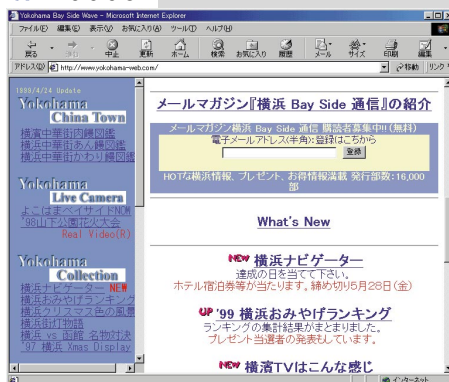 Yokohama Bay Side Wave - Microsoft Internet Explorer
ファイル(F) 編集(E) 表示(V) お気に入り(A) ツール(T) ヘルプ(H)
戻る 中止 更新 ホーム 検索 お気に入り 履歴 メール サイズ 印刷 編集
アドレス(D) http://www.yokohama-web.com/ 移動 リンク
1999/4/24 Update
Yokohama
China Town
横濱中華街肉饅図鑑
横浜中華街あん饅図鑑
横浜中華街かわり饅図鑑
Yokohama
Live Camera
よこはまベイサイドNOW
'98山下公園花火大会
Real Video(R)
Yokohama
Collection
横浜ナビゲーター NEW
横浜おみやげランキング
横浜クリスマス色の風景
横浜街灯物語
横浜 vs 函館 名物対決
'97 横浜 Xmas Display
メールマガジン『横浜 Bay Side 通信』の紹介
メールマガジン横浜 Bay Side 通信 購読者募集中!!(無料)
電子メールアドレス(半角):登録はこちから
登録
HOTな横浜情報、プレゼント、お得情報満載 発行部数:16,000
部
What's New
NEW 横浜ナビゲーター
達成の日を当てて下さい。
ホテル宿泊券等が当たります。締め切り5月28日(金)
UP '99 横浜おみやげランキング
ランキングの集計結果がまとまりました。
プレゼント当選者の発表もしています。
NEW 横濱TVはこんな感じ
インターネット